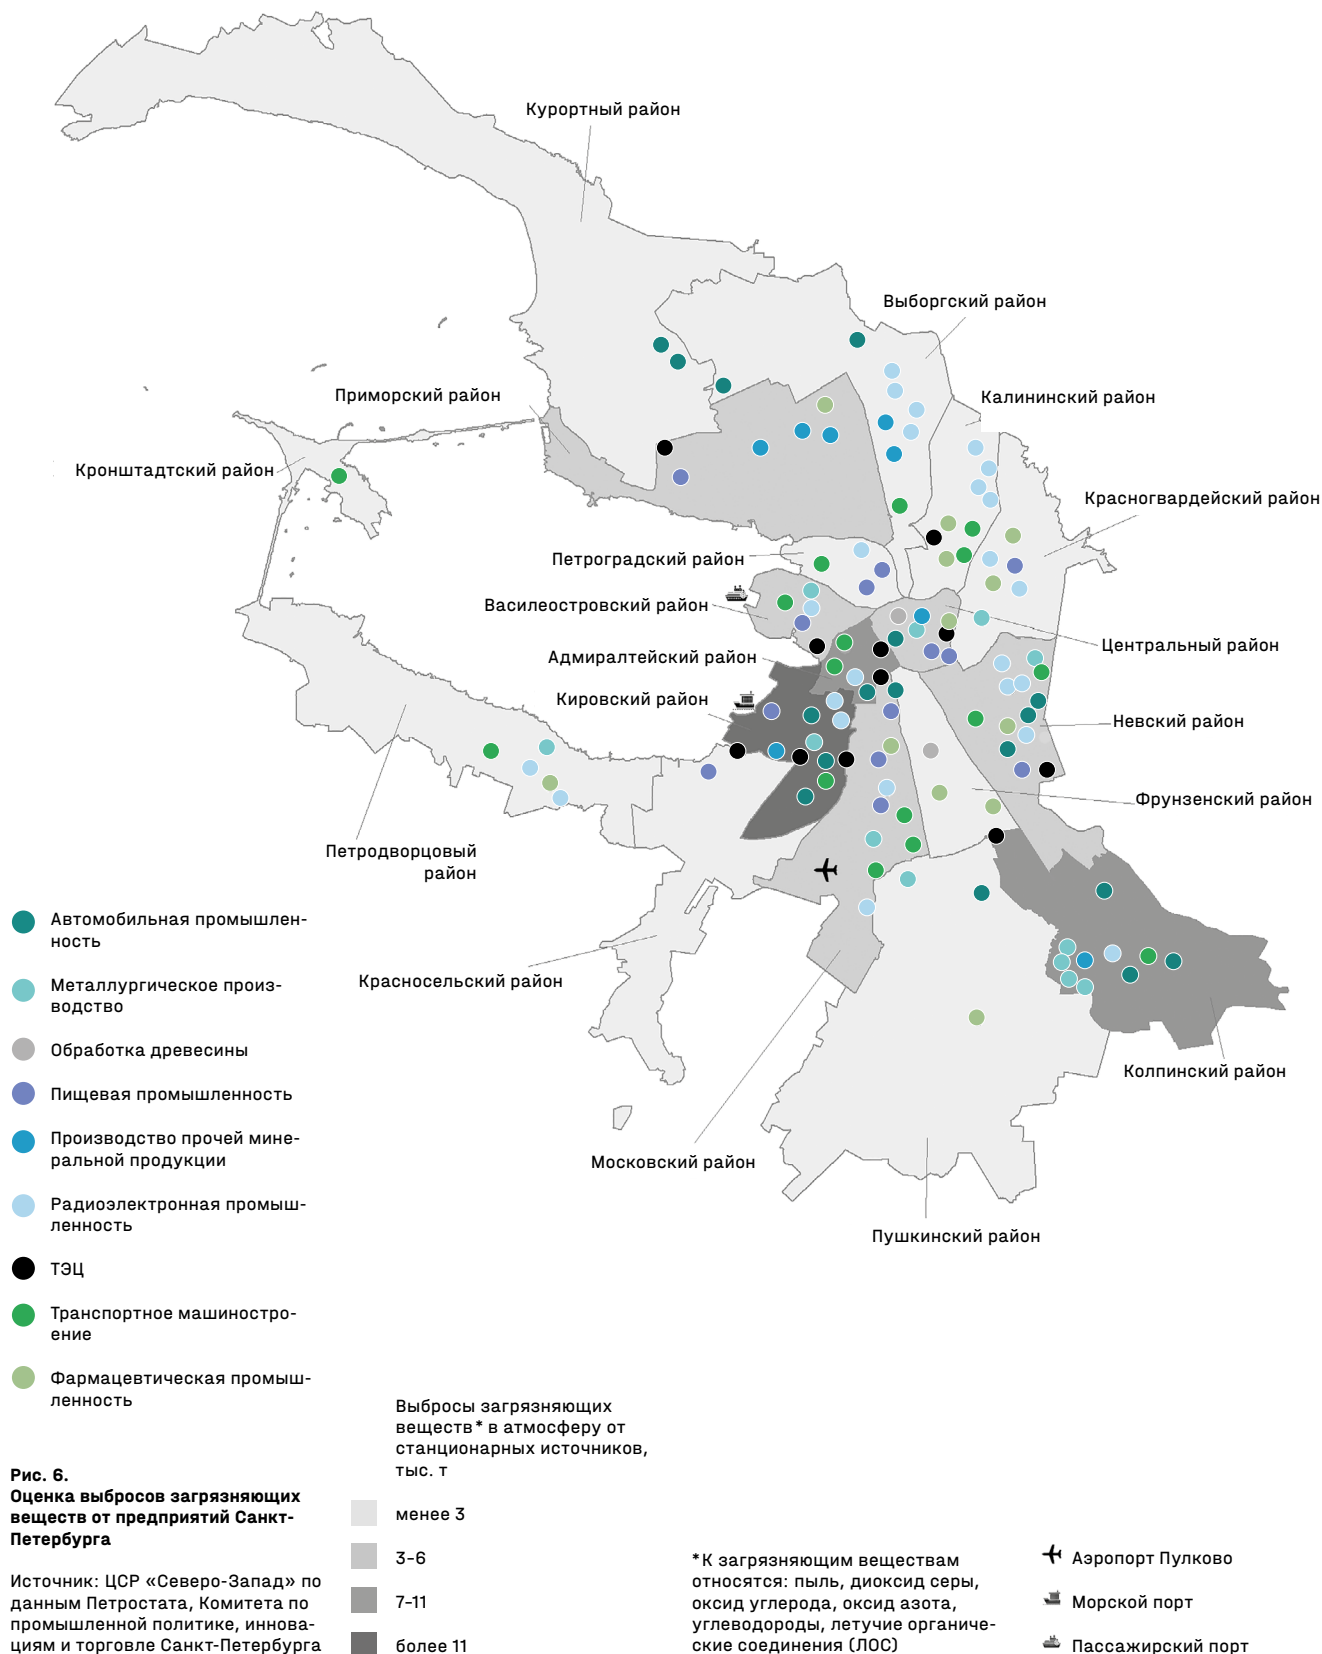 Курортный район
Выборгский район
Приморский район
Калининский район
Кронштадтский район
Красногвардейский район
Петроградский район
Василеостровский район
Центральный район
Адмиралтейский район
Кировский район
Невский район
Фрунзенский район
Петродворцовый
район
Красносельский район
Колпинский район
Московский район
Пушкинский район
Автомобильная промышлен-
ность
Металлургическое произ-
водство
Обработка древесины
Пищевая промышленность
Производство прочей мине-
ральной продукции
Радиоэлектронная промыш-
ленность
ТЭЦ
Транспортное машиностро-
ение
Фармацевтическая промыш-
ленность
Рис. 6.
Оценка выбросов загрязняющих
веществ от предприятий Санкт-
Петербурга
Источник: ЦСР «Северо-Запад» по
данным Петростата, Комитета по
промышленной политике, иннова-
циям и торговле Санкт-Петербурга
Выбросы загрязняющих
веществ* в атмосферу от
станционарных источников,
тыс. т
менее 3
3-6
7-11
более 11
*К загрязняющим веществам
относятся: пыль, диоксид серы,
оксид углерода, оксид азота,
углеводороды, летучие органиче-
ские соединения (ЛОС)
Аэропорт Пулково
Морской порт
Пассажирский порт